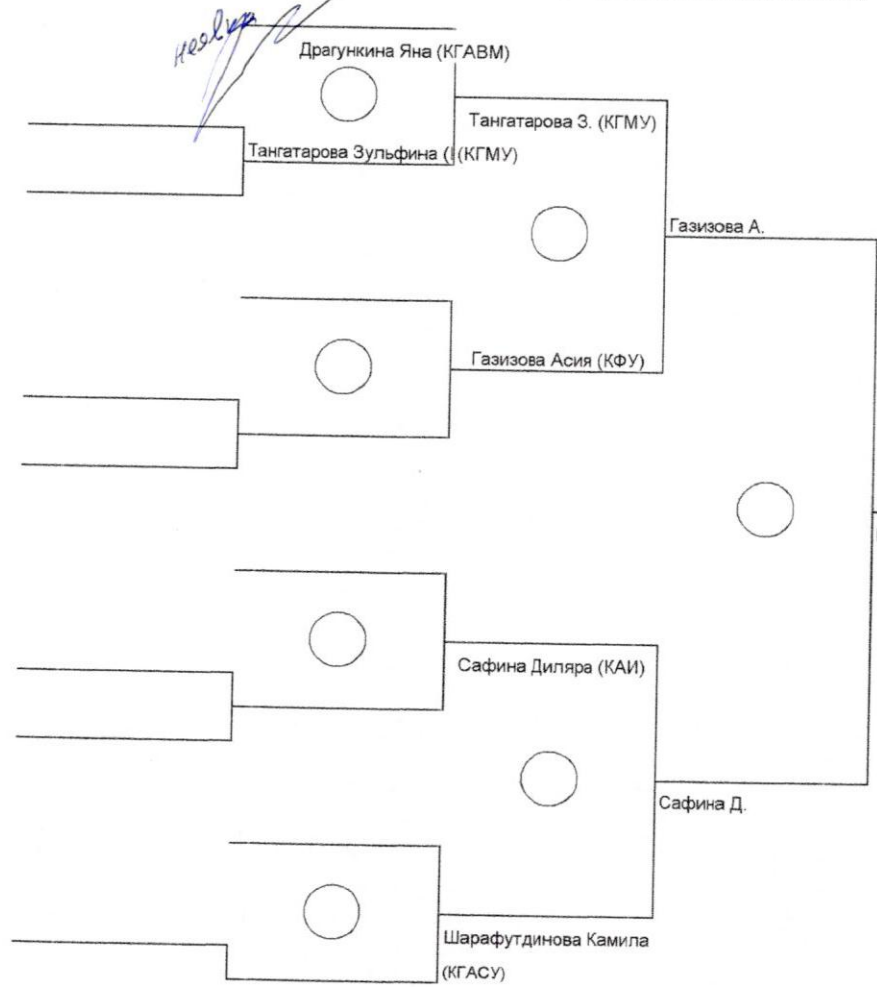 неявка
Драгункина Яна (КГАВМ)
Тангатарова З. (КГМУ)
Тангатарова Зульфина (КГМУ)
Газизова А.
Газизова Асия (КФУ)
Сафина Диляра (КАИ)
Сафина Д.
Шарафутдинова Камила
(КГАСУ)